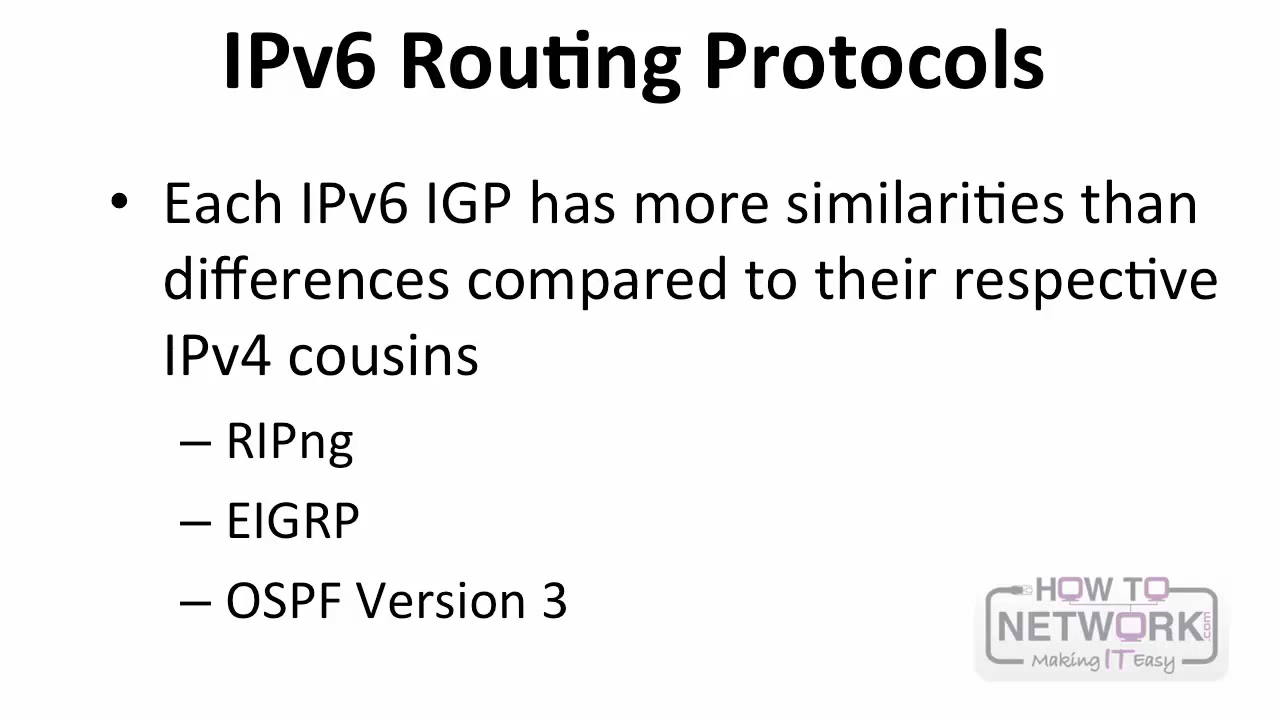 IPv6 Routing Protocols
• Each IPv6 IGP has more similarities than
differences compared to their respective
IPv4 cousins
– RIPng
– EIGRP
– OSPF Version 3
HOW TO
NETWORK.com
Making IT Easy